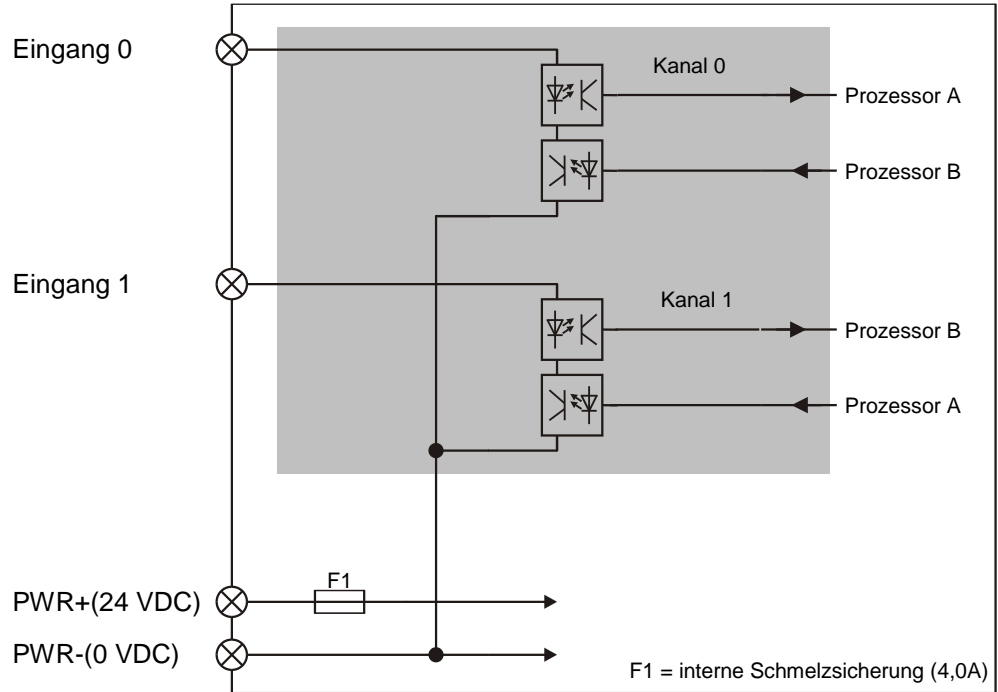 Eingang 0
Kanal 0
Prozessor A
Prozessor B
Eingang 1
Kanal 1
Prozessor B
Prozessor A
F1
PWR+(24 VDC)
PWR-(0 VDC)
F1 = interne Schmelzsicherung (4,0A)